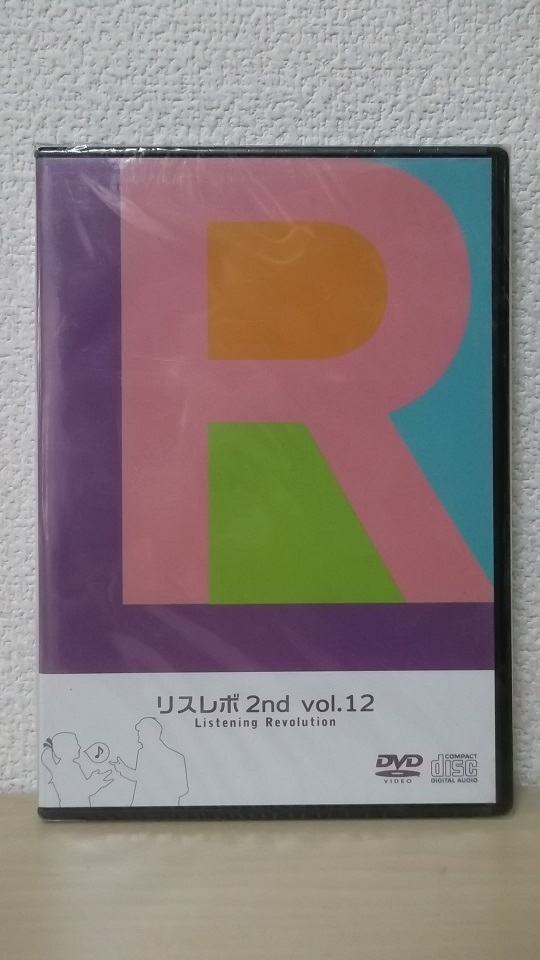 R
リスレボ 2nd vol.12
Listening Revolution
DVD
VIDEO
COMPACT
disc
DIGITAL AUDIO